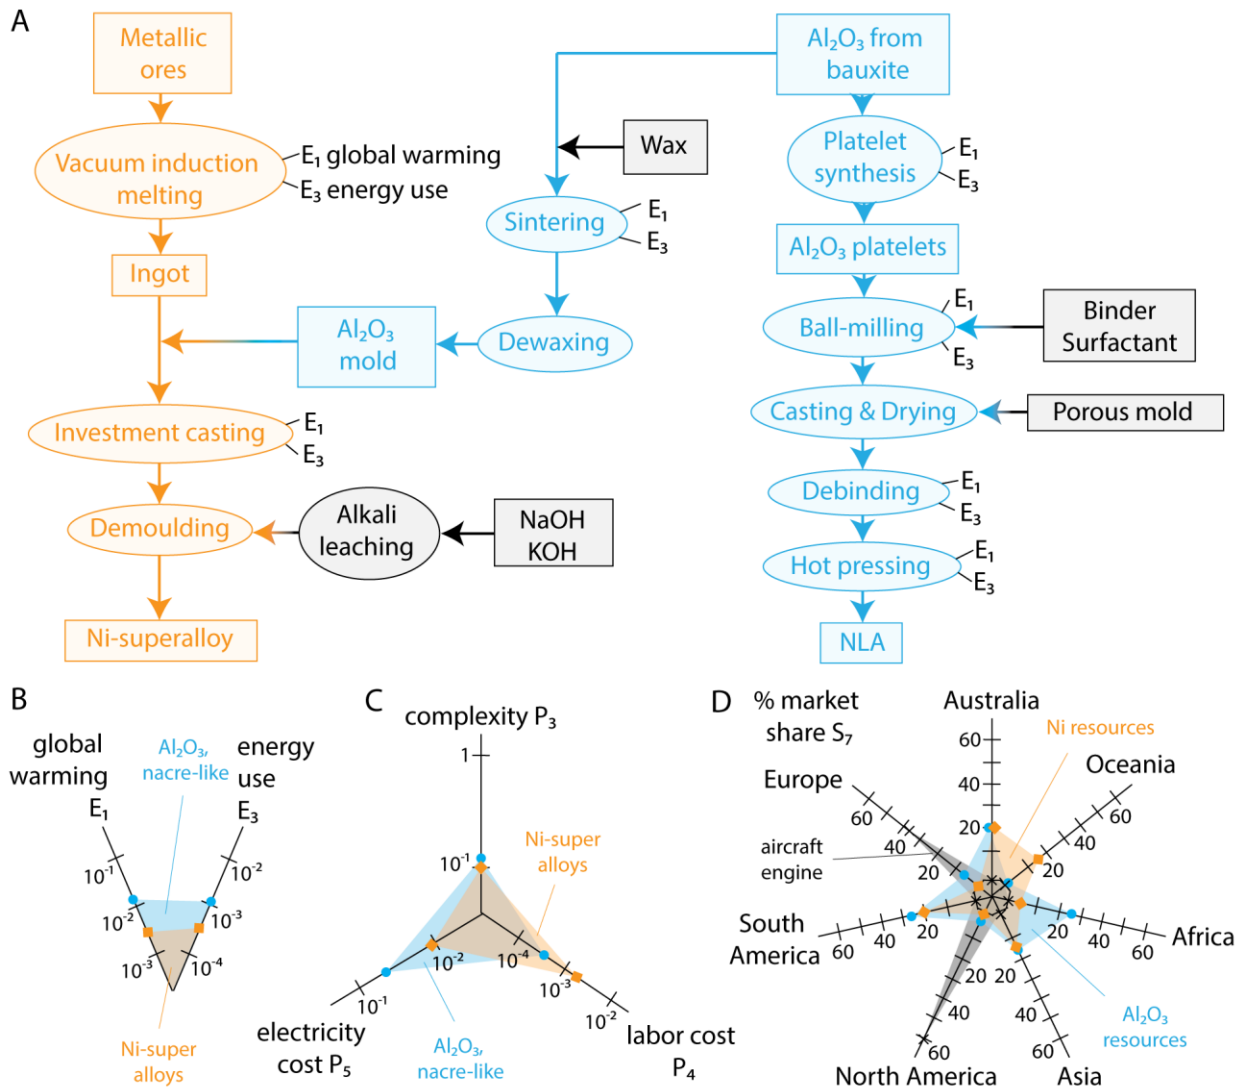 A
Metallic
ores
Vacuum induction
melting
E₁ global warming
E₃ energy use
Ingot
Investment casting
E₁
E₃
Demoulding
Alkali
leaching
NaOH
KOH
Ni-superalloy
Wax
Sintering
E₁
E₃
Dewaxing
Al₂O₃
mold
Al₂O₃ from
bauxite
Platelet
synthesis
E₁
E₃
Al₂O₃ platelets
Ball-milling
E₁
E₃
Binder
Surfactant
Casting & Drying
Porous mold
Debinding
E₁
E₃
Hot pressing
E₁
E₃
NLA
B
global
warming
E₁
Al₂O₃,
nacre-like
energy
use
E₃
10⁻¹
10⁻²
10⁻³
10⁻²
10⁻³
10⁻⁴
Ni-super
alloys
C
complexity P₃
1
10⁻¹
Ni-super
alloys
10⁻²
10⁻¹
10⁻⁴
10⁻³
10⁻²
electricity
cost P₅
Al₂O₃,
nacre-like
labor cost
P₄
D
% market
share S₇
Australia
60
40
20
Ni resources
Oceania
60
40
20
Europe
60
40
20
aircraft
engine
South
America
60
40
20
Africa
20
40
60
North America
20
40
60
Asia
20
40
60
Al₂O₃
resources